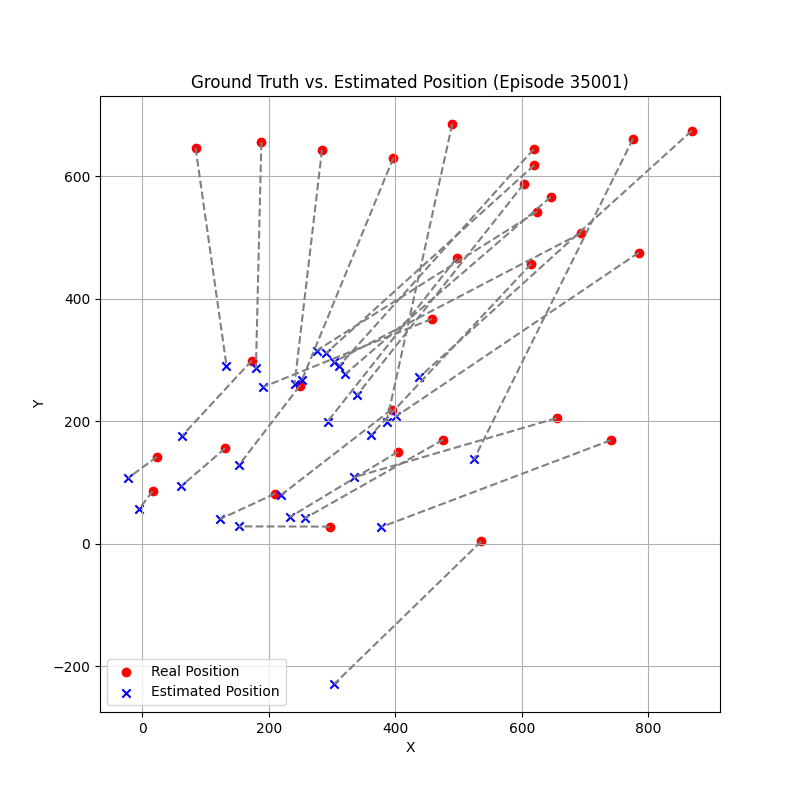 Ground Truth vs. Estimated Position (Episode 35001)
Y
600
400
200
0
−200
Real Position
Estimated Position
0 200 400 600 800
X